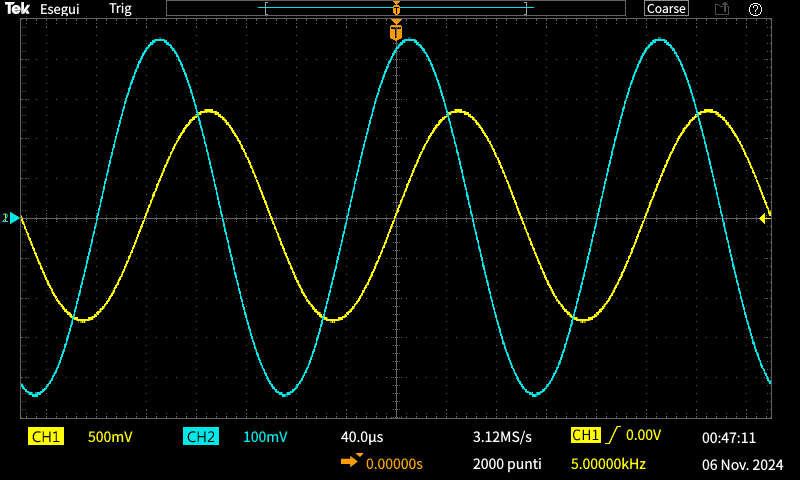 Tek Esegui Trig Coarse ?
T
T
2
CH1 500mV CH2 100mV 40.0µs 3.12MS/s CH1 0.00V 00:47:11
0.00000s 2000 punti 5.00000kHz 06 Nov. 2024